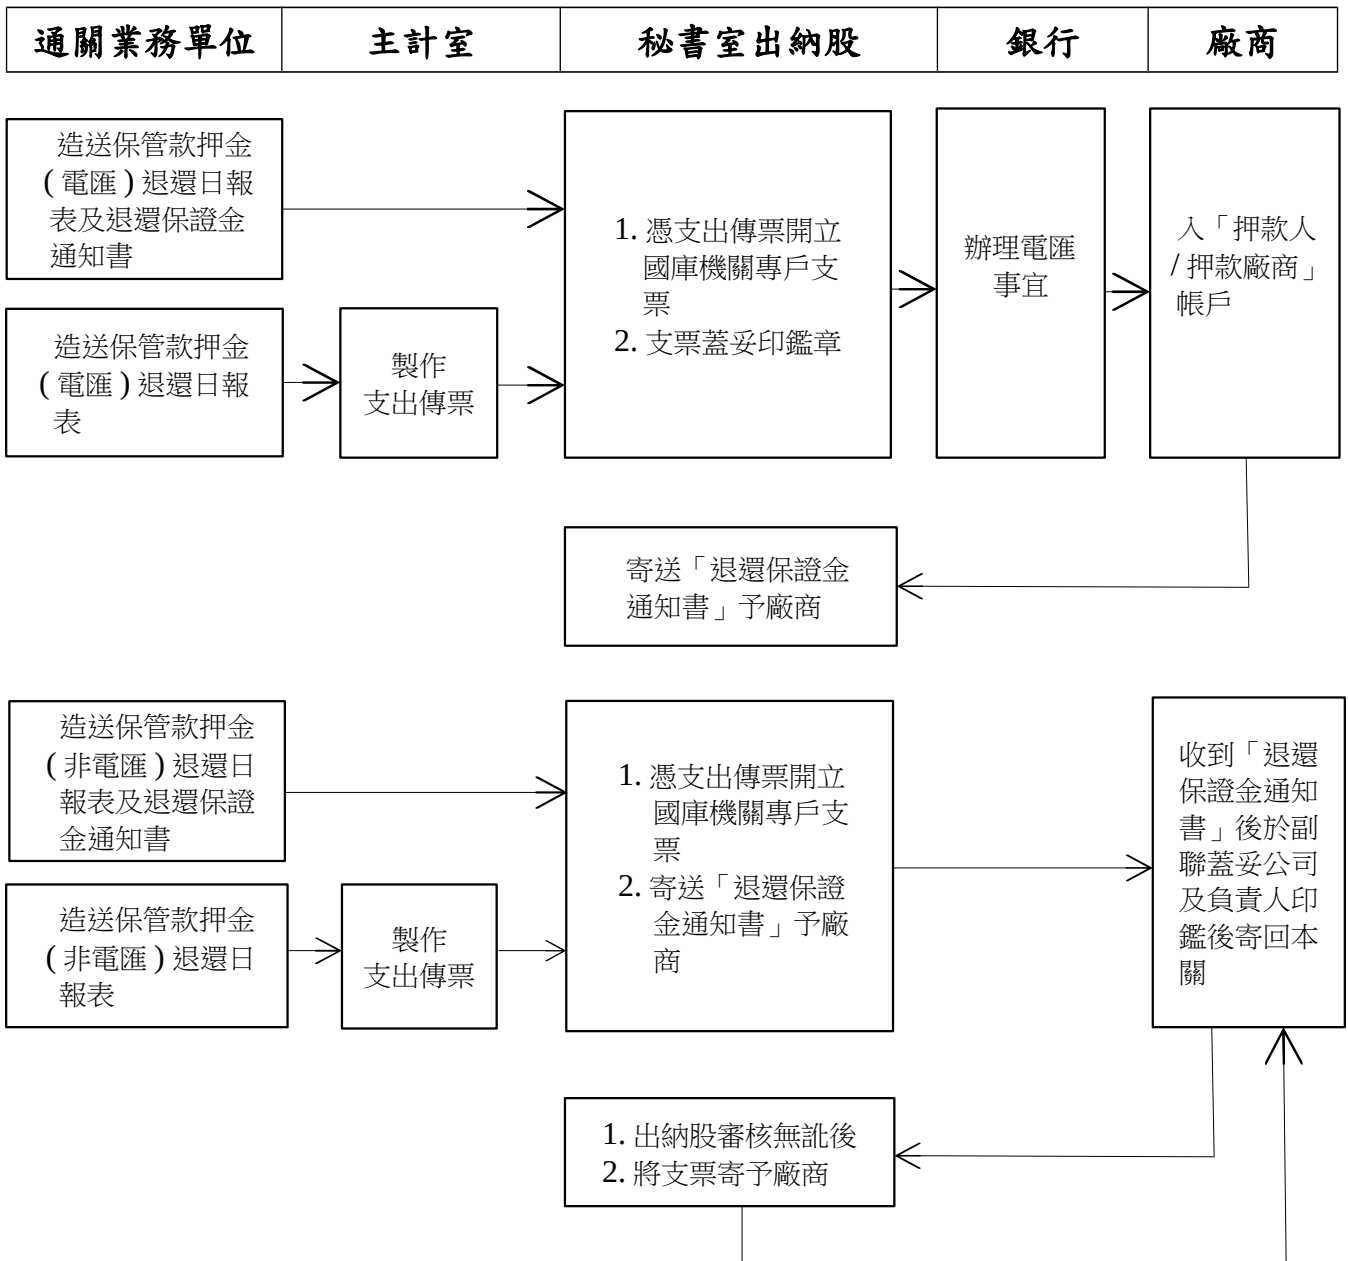 通關業務單位 主計室 秘書室出納股 銀行 廠商
造送保管款押金
(電匯)退還日報
表及退還保證金
通知書
造送保管款押金
(電匯)退還日報
表
製作
支出傳票
1. 憑支出傳票開立
國庫機關專戶支
票
2. 支票蓋妥印鑑章
辦理電匯
事宜
入「押款人
/押款廠商」
帳戶
寄送「退還保證金
通知書」予廠商
造送保管款押金
(非電匯)退還日
報表及退還保證
金通知書
造送保管款押金
(非電匯)退還日
報表
製作
支出傳票
1. 憑支出傳票開立
國庫機關專戶支
票
2. 寄送「退還保證
金通知書」予廠
商
收到「退還
保證金通知
書」後於副
聯蓋妥公司
及負責人印
鑑後寄回本
關
1. 出納股審核無訛後
2. 將支票寄予廠商